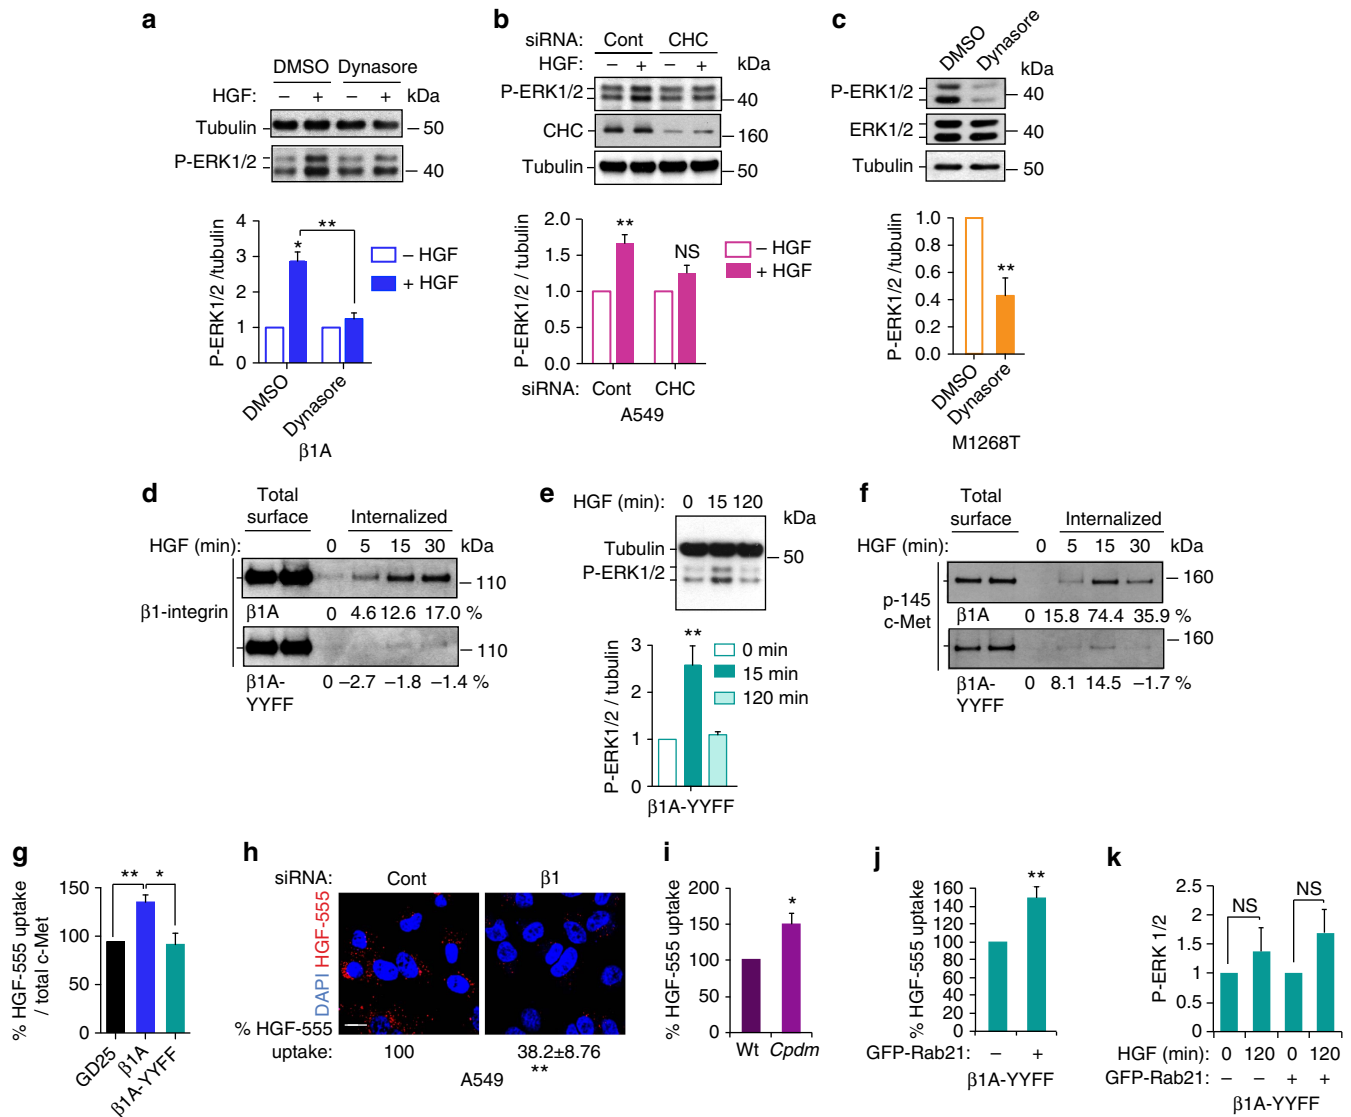 a
DMSO Dynasore
HGF: – + – + kDa
Tubulin 50
P-ERK1/2 40
P-ERK1/2 /tubulin
4
3
2
1
0
* **
– HGF
+ HGF
DMSO
Dynasore
β1A
b
siRNA: Cont CHC
HGF: – + – + kDa
P-ERK1/2 40
CHC 160
Tubulin 50
P-ERK1/2 / tubulin
2.0
1.5
1.0
0.5
0.0
** NS
– HGF
+ HGF
siRNA: Cont CHC
A549
c
DMSO
Dynasore
kDa
P-ERK1/2 40
ERK1/2 40
Tubulin 50
P-ERK1/2 /tubulin
1.0
0.8
0.6
0.4
0.2
0.0
**
DMSO
Dynasore
M1268T
d
Total
surface Internalized
HGF (min): 0 5 15 30 kDa
110
β1-integrin
β1A 0 4.6 12.6 17.0 %
110
β1A-
YYFF
0 –2.7 –1.8 –1.4 %
e
HGF (min): 0 15 120
kDa
Tubulin 50
P-ERK1/2
P-ERK1/2 / tubulin
3
2
1
0
**
0 min
15 min
120 min
β1A-YYFF
f
Total
surface Internalized
HGF (min): 0 5 15 30 kDa
160
p-145
c-Met
β1A 0 15.8 74.4 35.9 %
160
β1A-
YYFF
0 8.1 14.5 –1.7 %
g
% HGF-555 uptake
/ total c-Met
150
100
50
0
** *
GD25
β1A
β1A-YYFF
h
siRNA: Cont β1
DAPI HGF-555
% HGF-555
uptake: 100 38.2±8.76
**
A549
i
% HGF-555 uptake
200
150
100
50
0
*
Wt Cpdm
j
% HGF-555 uptake
160
140
120
100
80
60
40
20
0
**
GFP-Rab21: – +
β1A-YYFF
k
P-ERK 1/2
2.5
2
1.5
1
0.5
0
NS NS
HGF (min): 0 120 0 120
GFP-Rab21: – – + +
β1A-YYFF